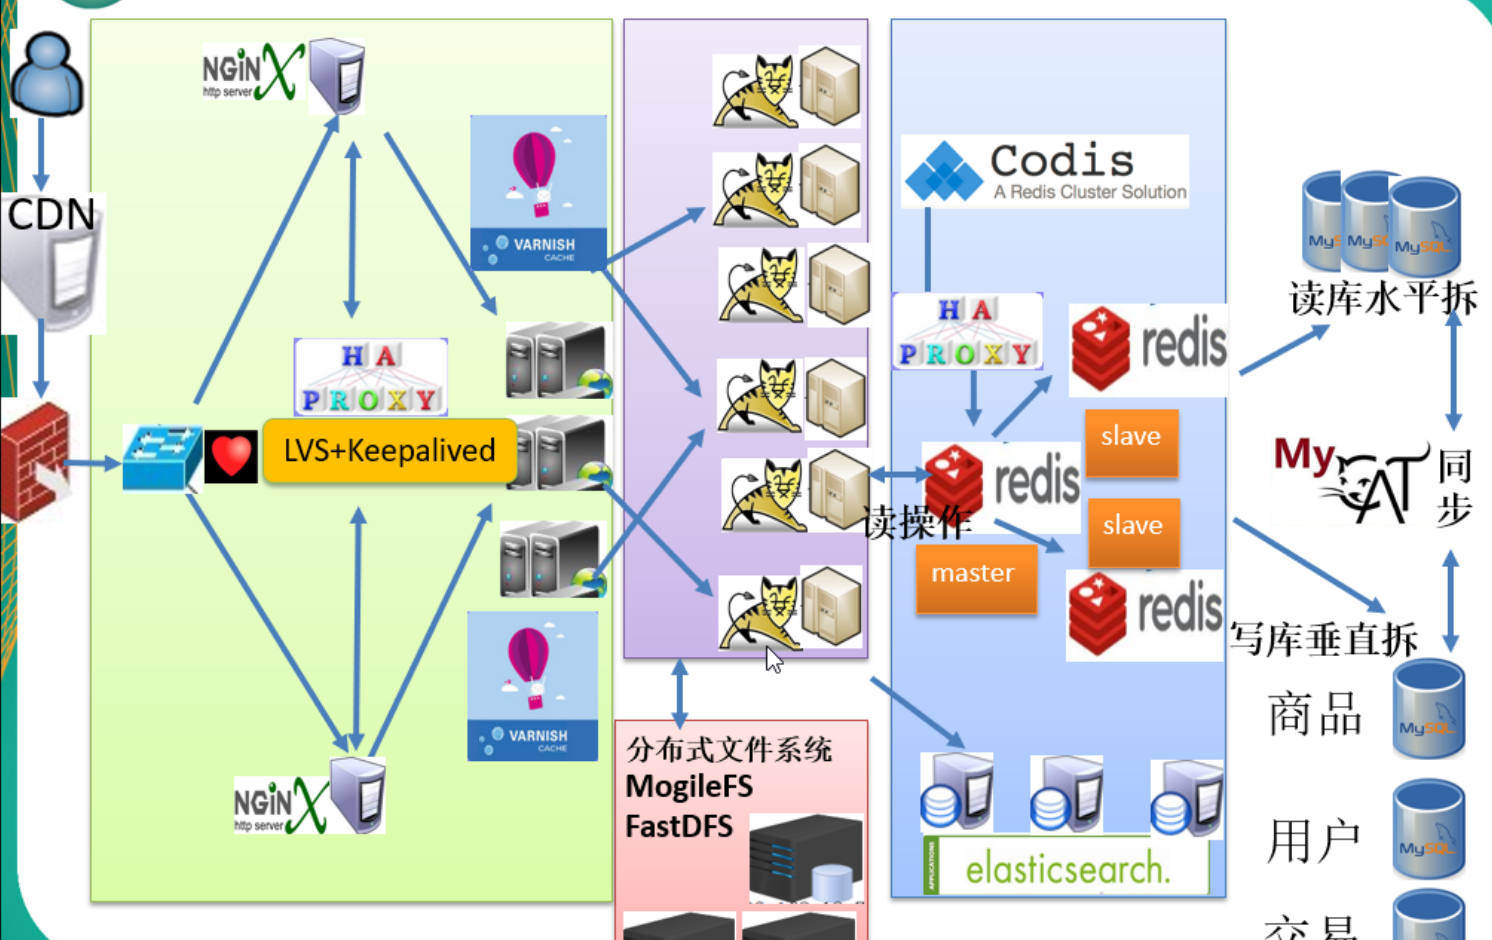 CDN
NGiNX
http server
VARNISH
CACHE
HA
PROXY
LVS+Keepalived
NGiNX
http server
VARNISH
CACHE
分布式文件系统
MogileFS
FastDFS
Codis
A Redis Cluster Solution
HA
PROXY
redis
redis
读操作
slave
slave
master
redis
APPLICATIONS
elasticsearch.
MyS
MyS
MySQL
读库水平拆
MyCAT
同
步
写库垂直拆
商品
MySQL
用户
MySQL
交易